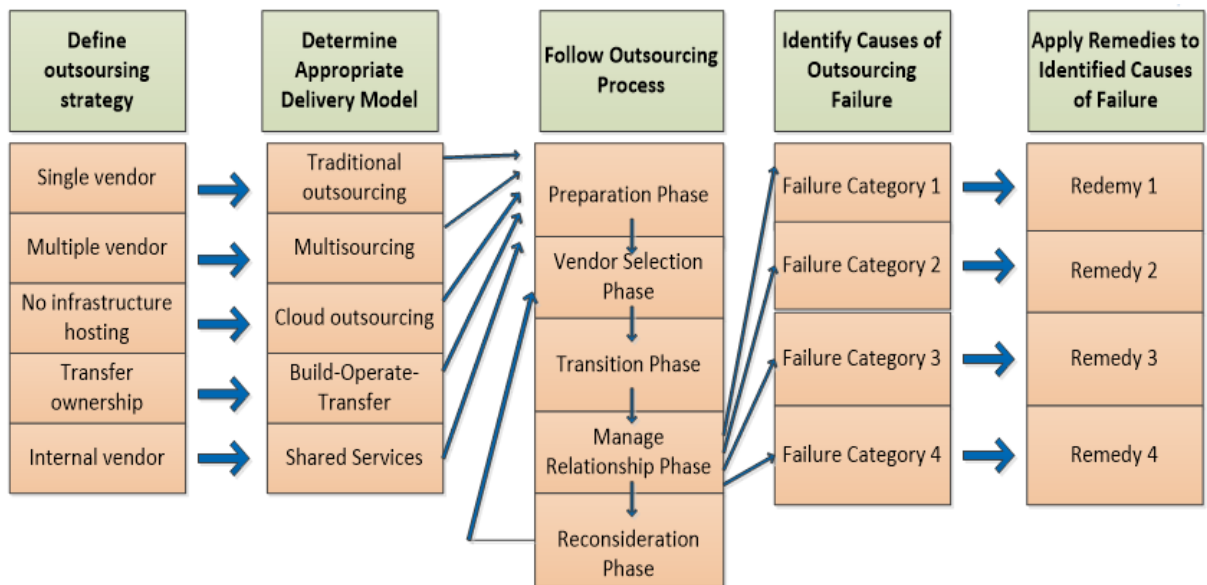 Define
outsoursing
strategy
Determine
Appropriate
Delivery Model
Follow Outsourcing
Process
Identify Causes of
Outsourcing
Failure
Apply Remedies to
Identified Causes
of Failure
Single vendor
Multiple vendor
No infrastructure
hosting
Transfer
ownership
Internal vendor
Traditional
outsourcing
Multisourcing
Cloud outsourcing
Build-Operate-
Transfer
Shared Services
Preparation Phase
Vendor Selection
Phase
Transition Phase
Manage
Relationship Phase
Reconsideration
Phase
Failure Category 1
Failure Category 2
Failure Category 3
Failure Category 4
Redemy 1
Remedy 2
Remedy 3
Remedy 4